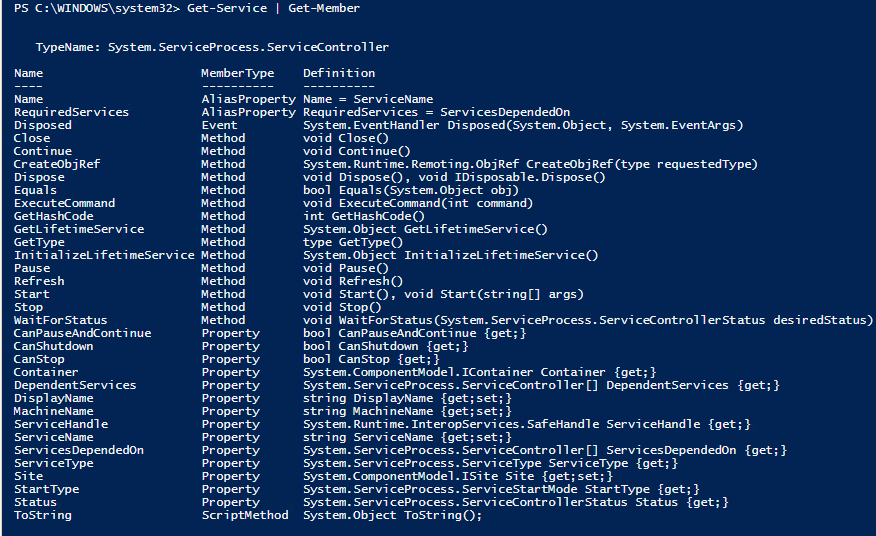 PS C:\WINDOWS\system32> Get-Service | Get-Member
TypeName: System.ServiceProcess.ServiceController
Name MemberType Definition
---- ---------- ----------
Name AliasProperty Name = ServiceName
RequiredServices AliasProperty RequiredServices = ServicesDependedOn
Disposed Event System.EventHandler Disposed(System.Object, System.EventArgs)
Close Method void Close()
Continue Method void Continue()
CreateObjRef Method System.Runtime.Remoting.ObjRef CreateObjRef(type requestedType)
Dispose Method void Dispose(), void IDisposable.Dispose()
Equals Method bool Equals(System.Object obj)
ExecuteCommand Method void ExecuteCommand(int command)
GetHashCode Method int GetHashCode()
GetLifetimeService Method System.Object GetLifetimeService()
GetType Method type GetType()
InitializeLifetimeService Method System.Object InitializeLifetimeService()
Pause Method void Pause()
Refresh Method void Refresh()
Start Method void Start(), void Start(string[] args)
Stop Method void Stop()
WaitForStatus Method void WaitForStatus(System.ServiceProcess.ServiceControllerStatus desiredStatus)
CanPauseAndContinue Property bool CanPauseAndContinue {get;}
CanShutdown Property bool CanShutdown {get;}
CanStop Property bool CanStop {get;}
Container Property System.ComponentModel.IContainer Container {get;}
DependentServices Property System.ServiceProcess.ServiceController[] DependentServices {get;}
DisplayName Property string DisplayName {get;set;}
MachineName Property string MachineName {get;set;}
ServiceHandle Property System.Runtime.InteropServices.SafeHandle ServiceHandle {get;}
ServiceName Property string ServiceName {get;set;}
ServicesDependedOn Property System.ServiceProcess.ServiceController[] ServicesDependedOn {get;}
ServiceType Property System.ServiceProcess.ServiceType ServiceType {get;}
Site Property System.ComponentModel.ISite Site {get;set;}
StartType Property System.ServiceProcess.ServiceStartMode StartType {get;}
Status Property System.ServiceProcess.ServiceControllerStatus Status {get;}
ToString ScriptMethod System.Object ToString();